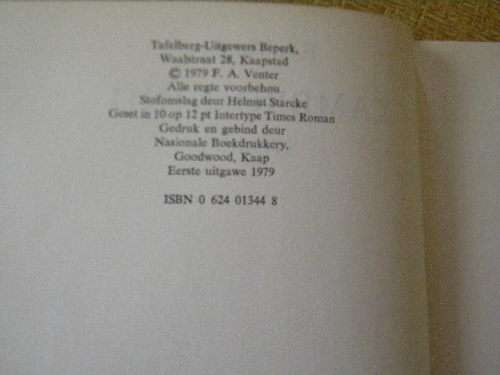 Tafelberg-Uitgewers Beperk,
Waalstraat 28, Kaapstad
© 1979 F. A. Venter
Alle regte voorbehou
Stofomslag deur Helmut Starcke
Geset in 10 op 12 pt Intertype Times Roman
Gedruk en gebind deur
Nasionale Boekdrukkery,
Goodwood, Kaap
Eerste uitgawe 1979
ISBN 0 624 01344 8